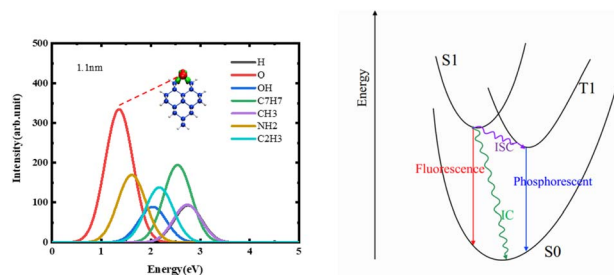 500
400
300
200
100
0
Intensity(arb.unit)
1.1nm
H
O
OH
C7H7
CH3
NH2
C2H3
0 1 2 3 4 5
Energy(eV)
Energy
S1
T1
ISC
Fluorescence
Phosphorescent
IC
S0